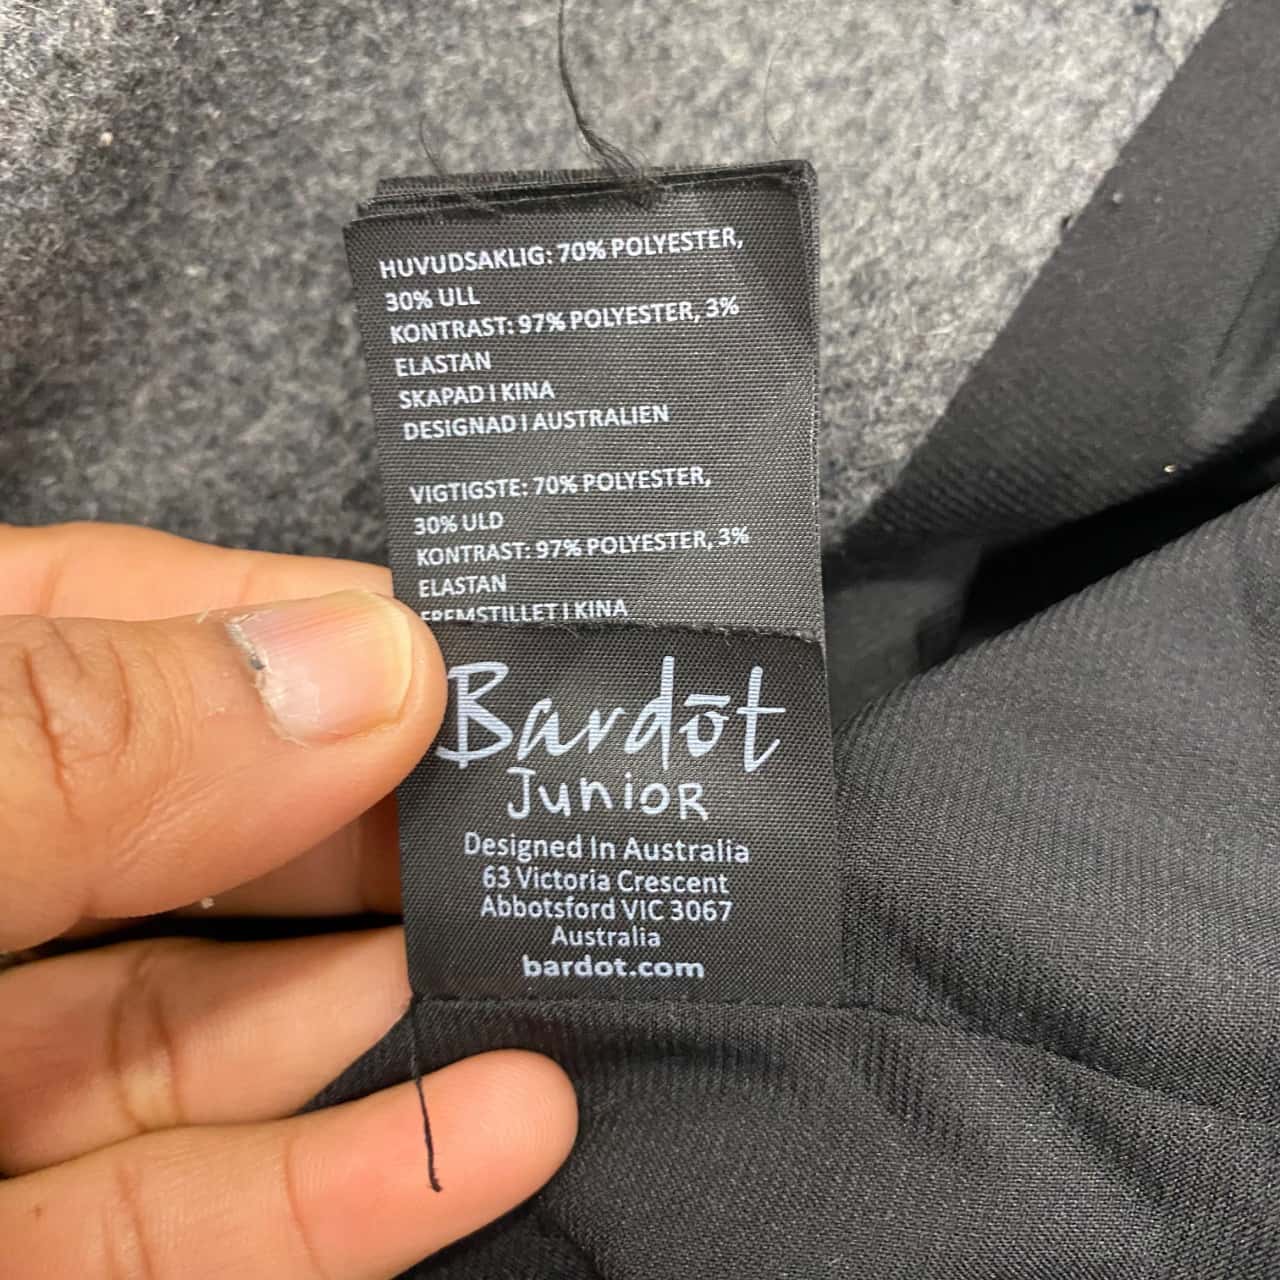 HUVUDSAKLIG: 70% POLYESTER,
30% ULL
KONTRAST: 97% POLYESTER, 3%
ELASTAN
SKAPAD I KINA
DESIGNAD I AUSTRALIEN
VIGTIGSTE: 70% POLYESTER,
30% ULD
KONTRAST: 97% POLYESTER, 3%
ELASTAN
FREMSTILLET I KINA
Bardōt
JUNIOR
Designed In Australia
63 Victoria Crescent
Abbotsford VIC 3067
Australia
bardot.com